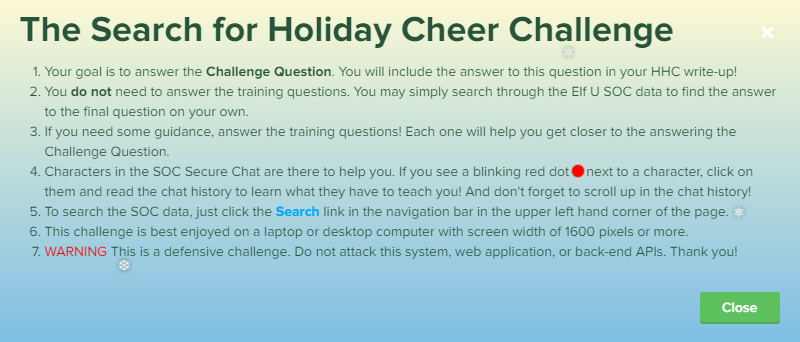 The Search for Holiday Cheer Challenge
×
1. Your goal is to answer the Challenge Question. You will include the answer to this question in your HHC write-up!
2. You do not need to answer the training questions. You may simply search through the Elf U SOC data to find the answer
to the final question on your own.
3. If you need some guidance, answer the training questions! Each one will help you get closer to the answering the
Challenge Question.
4. Characters in the SOC Secure Chat are there to help you. If you see a blinking red dot next to a character, click on
them and read the chat history to learn what they have to teach you! And don't forget to scroll up in the chat history!
5. To search the SOC data, just click the Search link in the navigation bar in the upper left hand corner of the page.
6. This challenge is best enjoyed on a laptop or desktop computer with screen width of 1600 pixels or more.
7. WARNING This is a defensive challenge. Do not attack this system, web application, or back-end APIs. Thank you!
Close